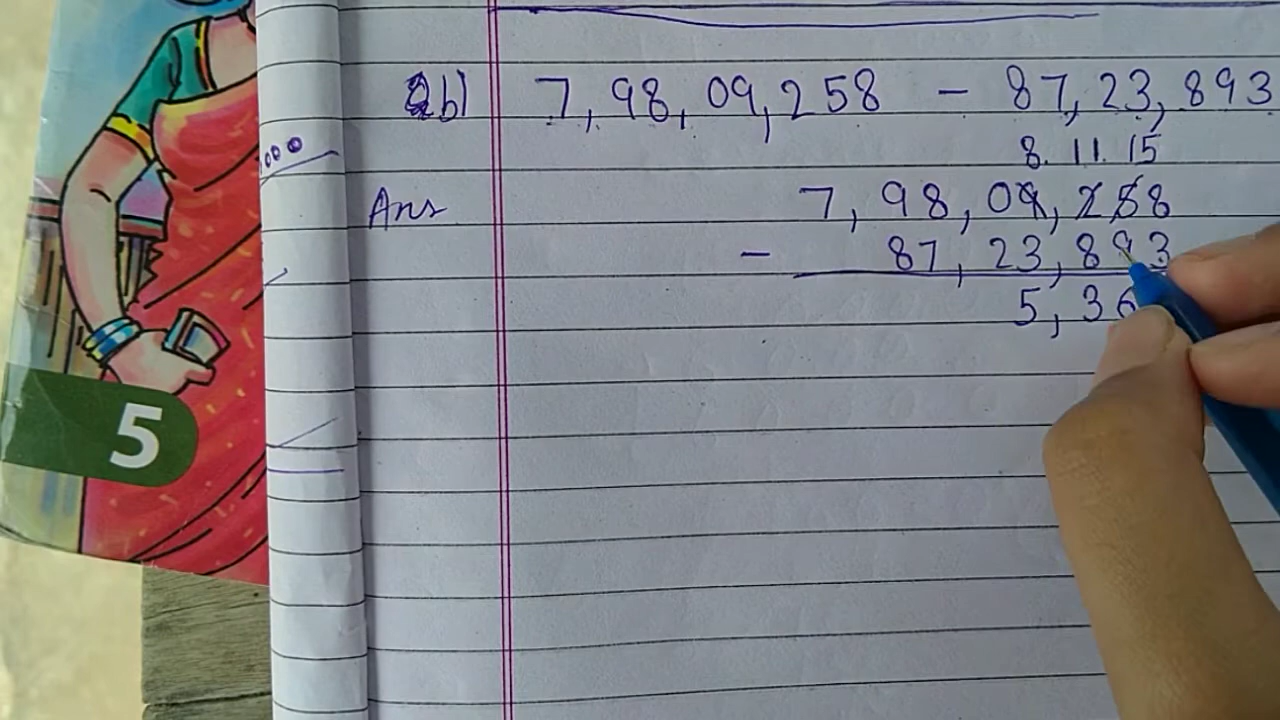 b) 7,98,09,258 - 87,23,893
8 11 15
Ans 7,98,09,258
- 87,23,893
5,36
5